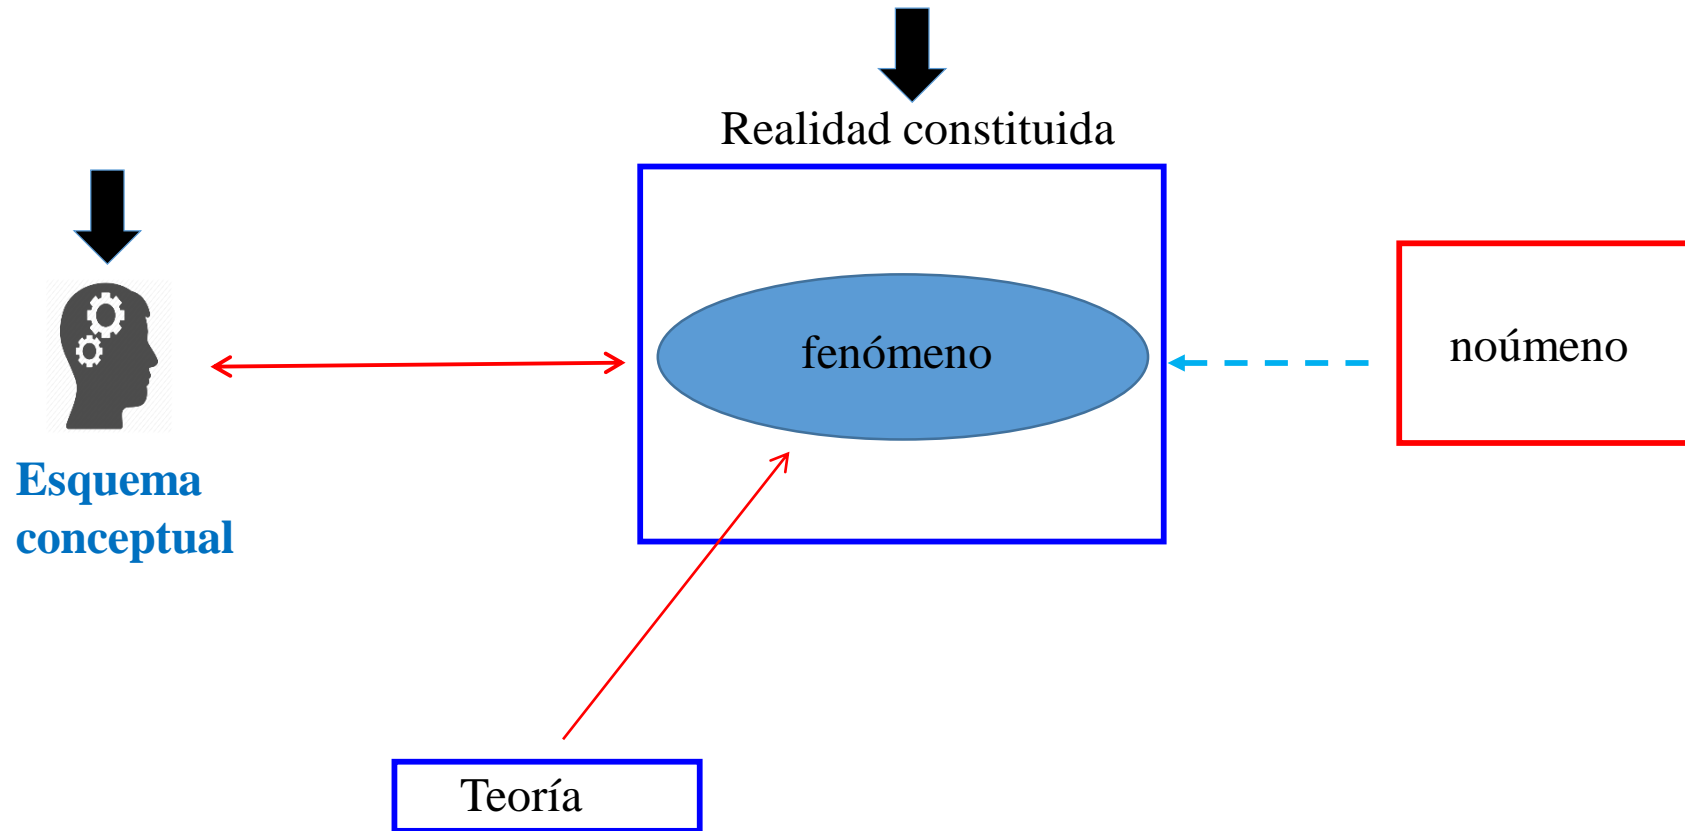 Realidad constituida
fenómeno
noúmeno
Esquema
conceptual
Teoría